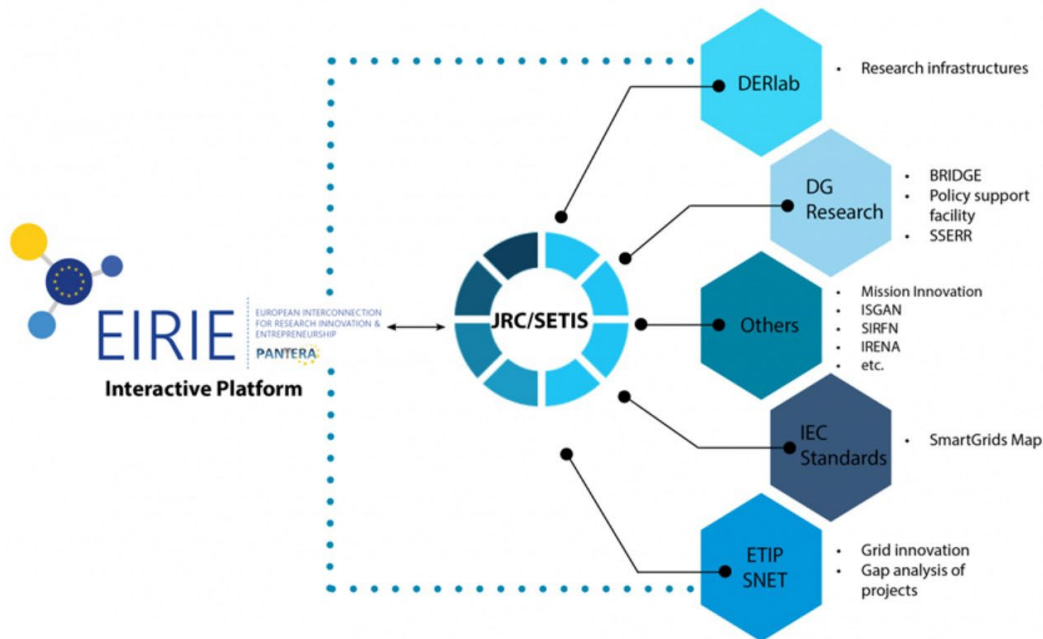 DERlab
• Research infrastructures
DG
Research
• BRIDGE
• Policy support
facility
• SSERR
EIRIE
EUROPEAN INTERCONNECTION
FOR RESEARCH INNOVATION &
ENTREPRENEURSHIP
PANTERA
Interactive Platform
JRC/SETIS
Others
• Mission Innovation
• ISGAN
• SIRFN
• IRENA
• etc.
IEC
Standards
• SmartGrids Map
ETIP
SNET
• Grid innovation
• Gap analysis of
projects